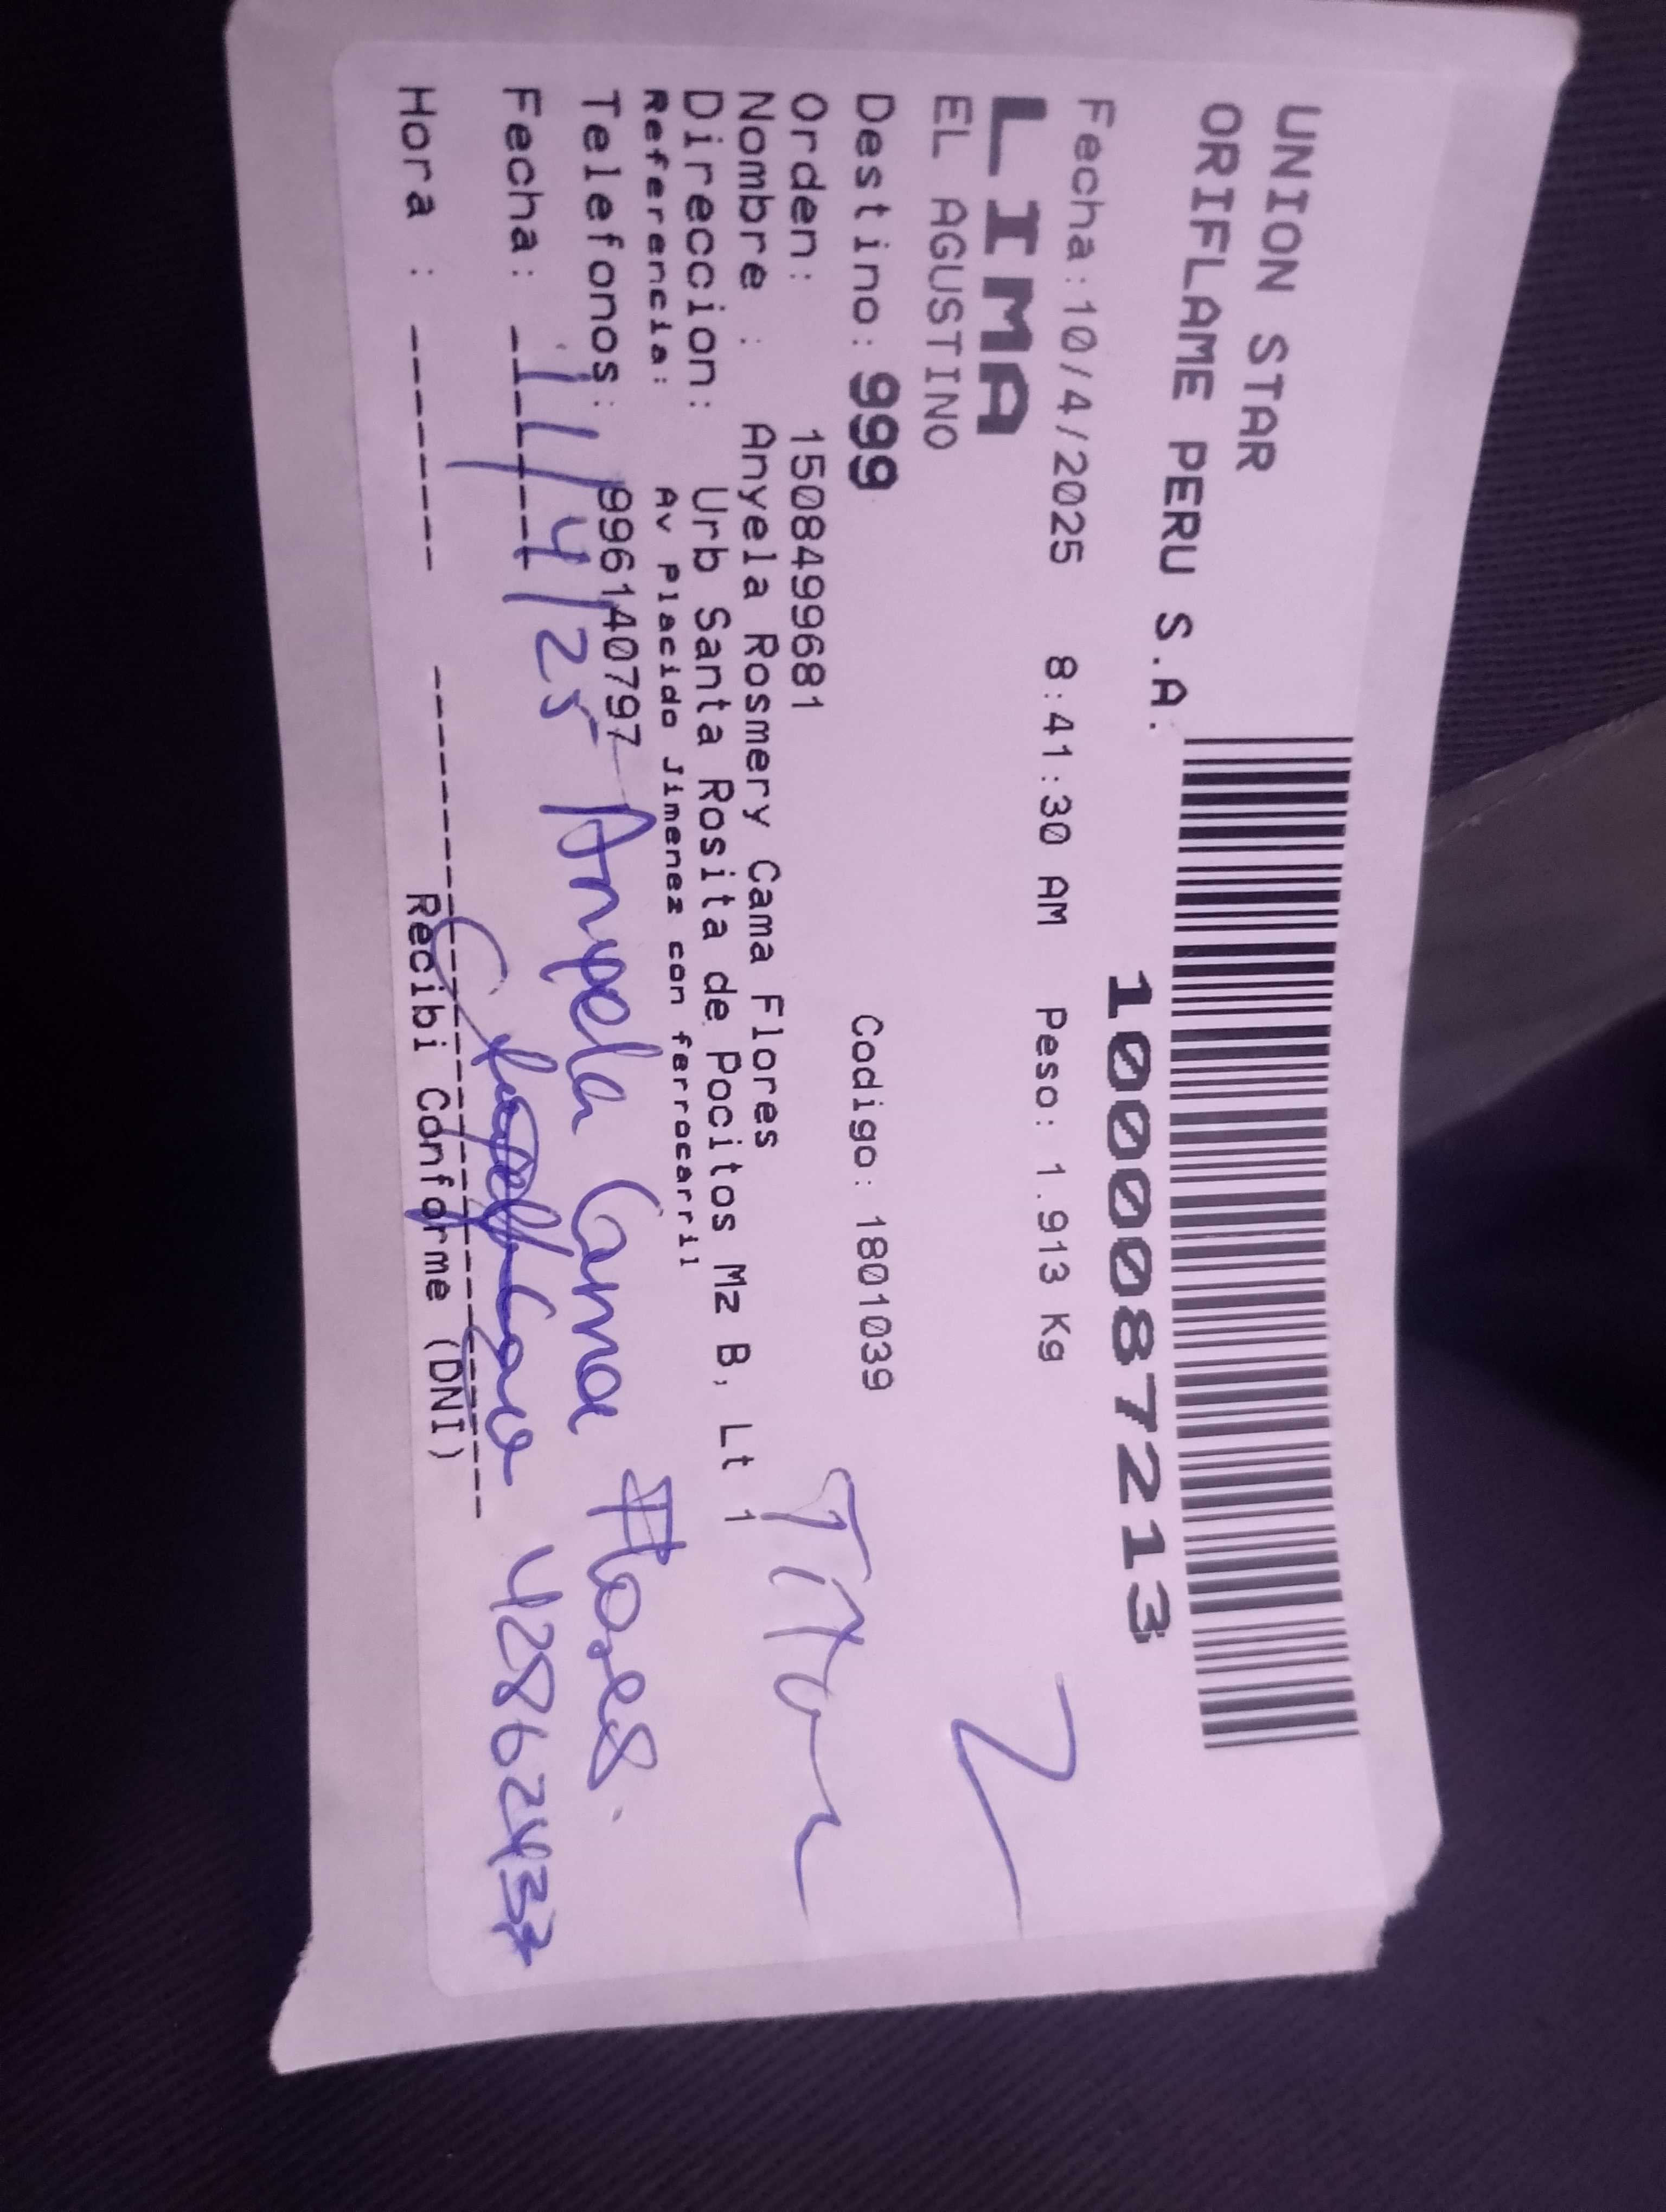 UNION STAR
ORIFLAME PERU S.A.
1000087213
Fecha:10/4/2025 8:41:30 AM Peso: 1.913 Kg
LIMA
EL AGUSTINO
Destino: 999 Codigo: 1801039
Orden: 1508499681
Nombre : Anyela Rosmery Cama Flores
Titular
Direccion: Urb Santa Rosita de Pocitos Mz B, Lt 1
Referencia: Av Placido Jimenez con ferrocarril
Telefonos: 996140797
Anyela Cama Flores.
Fecha: 11/4/25
42862437
Hora : ------- ----------------------
Recibi Conforme (DNI)